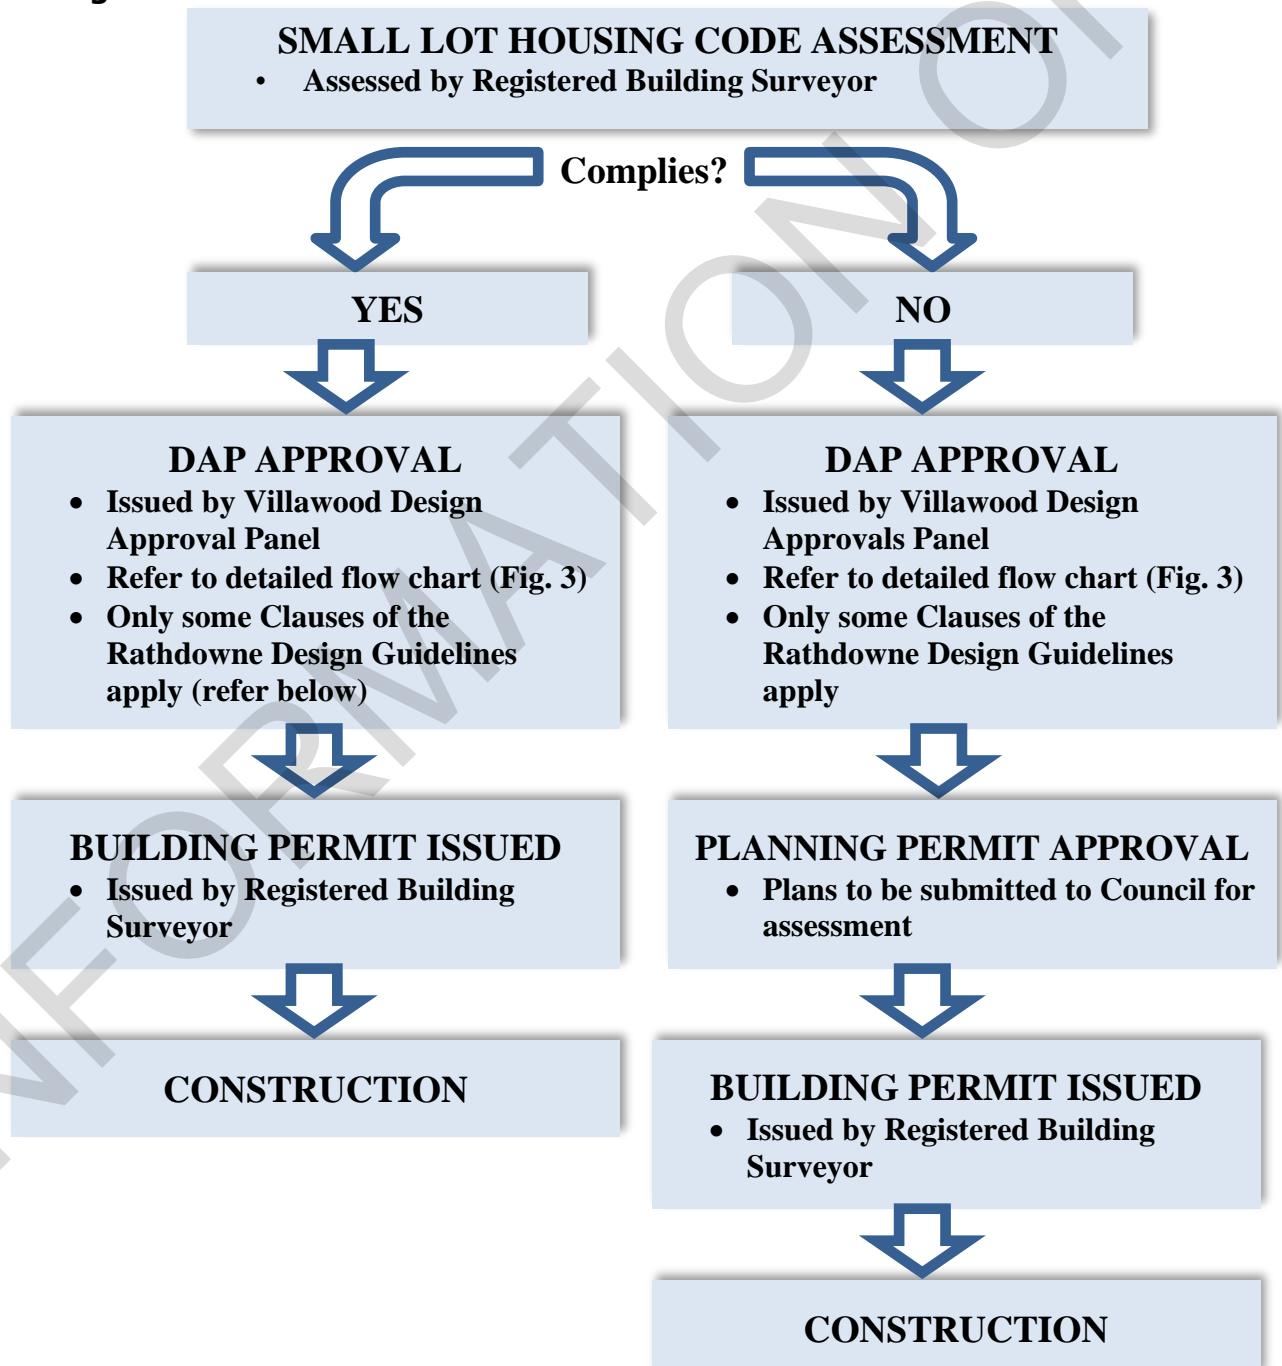 SMALL LOT HOUSING CODE ASSESSMENT
• Assessed by Registered Building Surveyor
Complies?
YES
NO
DAP APPROVAL
• Issued by Villawood Design
Approval Panel
• Refer to detailed flow chart (Fig. 3)
• Only some Clauses of the
Rathdowne Design Guidelines
apply (refer below)
DAP APPROVAL
• Issued by Villawood Design
Approvals Panel
• Refer to detailed flow chart (Fig. 3)
• Only some Clauses of the
Rathdowne Design Guidelines
apply
BUILDING PERMIT ISSUED
• Issued by Registered Building
Surveyor
PLANNING PERMIT APPROVAL
• Plans to be submitted to Council for
assessment
CONSTRUCTION
BUILDING PERMIT ISSUED
• Issued by Registered Building
Surveyor
CONSTRUCTION
INFORMATION